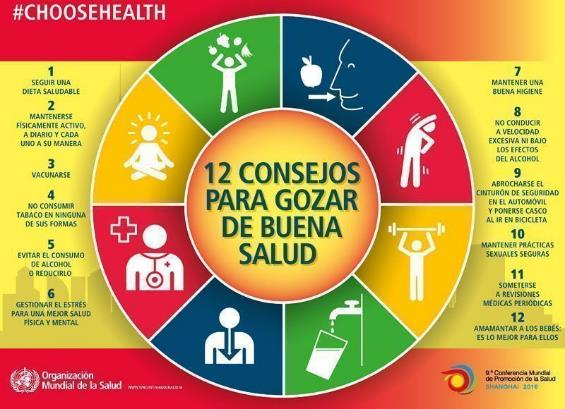 #CHOOSEHEALTH
1
SEGUIR UNA
DIETA SALUDABLE
2
MANTENERSE
FÍSICAMENTE ACTIVO,
A DIARIO Y CADA
UNO A SU MANERA
3
VACUNARSE
4
NO CONSUMIR
TABACO EN NINGUNA
DE SUS FORMAS
5
EVITAR EL CONSUMO
DE ALCOHOL
O REDUCIRLO
6
GESTIONAR EL ESTRÉS
PARA UNA MEJOR SALUD
FÍSICA Y MENTAL
12 CONSEJOS
PARA GOZAR
DE BUENA
SALUD
7
MANTENER UNA
BUENA HIGIENE
8
NO CONDUCIR
A VELOCIDAD
EXCESIVA NI BAJO
LOS EFECTOS
DEL ALCOHOL
9
ABROCHARSE EL
CINTURÓN DE SEGURIDAD
EN EL AUTOMÓVIL
Y PONERSE CASCO
AL IR EN BICICLETA
10
MANTENER PRÁCTICAS
SEXUALES SEGURAS
11
SOMETERSE
A REVISIONES
MÉDICAS PERIÓDICAS
12
AMAMANTAR A LOS BEBÉS:
ES LO MEJOR PARA ELLOS
Organización
Mundial de la Salud
9.ª Conferencia Mundial
de Promoción de la Salud
SHANGHAI 2016